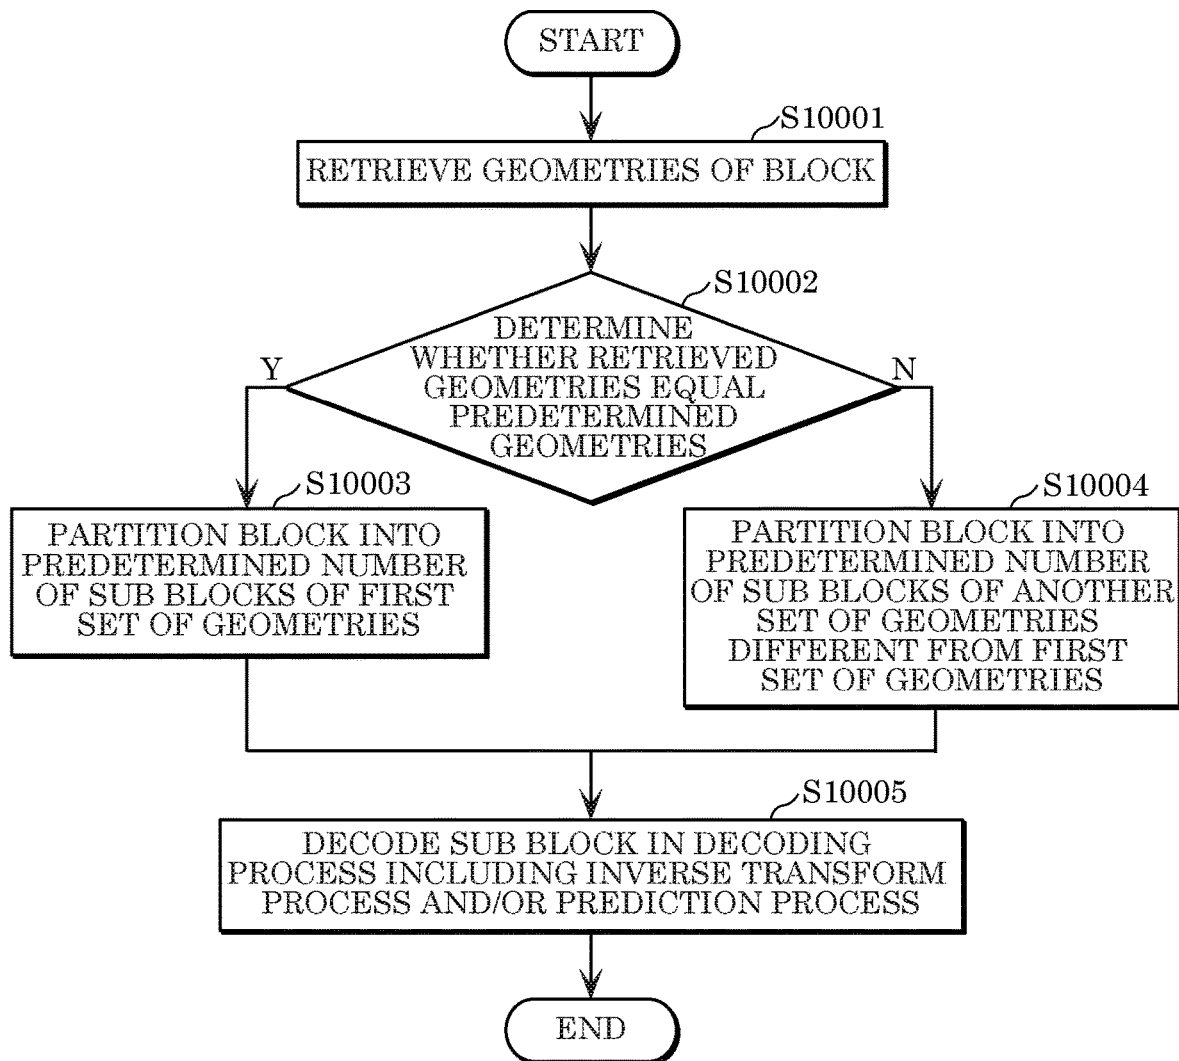 START
S10001
RETRIEVE GEOMETRIES OF BLOCK
S10002
DETERMINE
WHETHER RETRIEVED
GEOMETRIES EQUAL
PREDETERMINED
GEOMETRIES
Y
N
S10003
PARTITION BLOCK INTO
PREDETERMINED NUMBER
OF SUB BLOCKS OF FIRST
SET OF GEOMETRIES
S10004
PARTITION BLOCK INTO
PREDETERMINED NUMBER
OF SUB BLOCKS OF ANOTHER
SET OF GEOMETRIES
DIFFERENT FROM FIRST
SET OF GEOMETRIES
S10005
DECODE SUB BLOCK IN DECODING
PROCESS INCLUDING INVERSE TRANSFORM
PROCESS AND/OR PREDICTION PROCESS
END